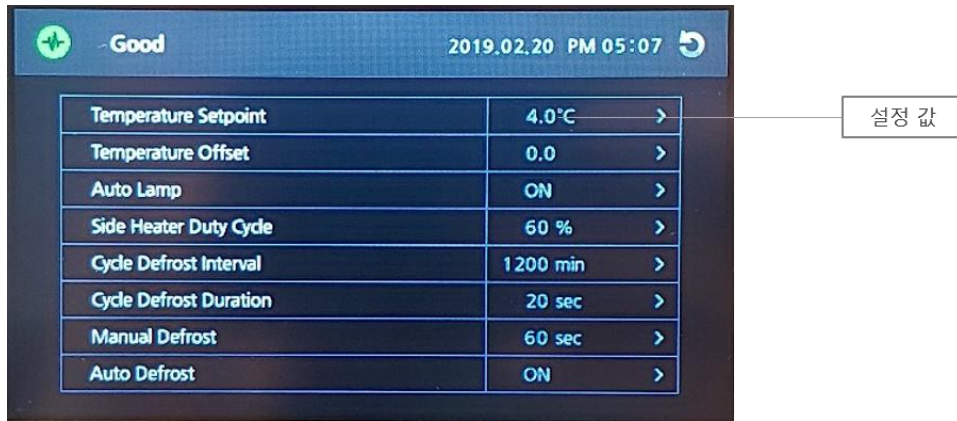 Good 2019.02.20 PM 05:07
Temperature Setpoint 4.0°C >
설정 값
Temperature Offset 0.0 >
Auto Lamp ON >
Side Heater Duty Cycle 60 % >
Cycle Defrost Interval 1200 min >
Cycle Defrost Duration 20 sec >
Manual Defrost 60 sec >
Auto Defrost ON >